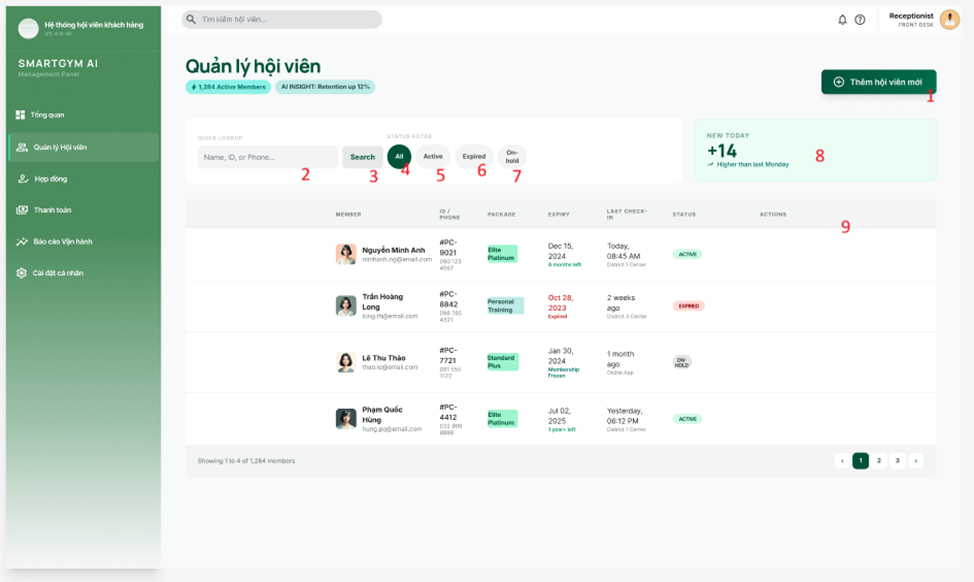 Hệ thống hội viên khách hàng
V2.4.0-AI
SMARTGYM AI
Management Panel
Tổng quan
Quản lý Hội viên
Hợp đồng
Thanh toán
Báo cáo Vận hành
Cài đặt cá nhân
Tìm kiếm hội viên...
Receptionist
FRONT DESK
Quản lý hội viên
1,284 Active Members
AI INSIGHT: Retention up 12%
Thêm hội viên mới
1
QUICK LOOKUP
Name, ID, or Phone...
2
Search
3
STATUS FILTER
All
4
Active
5
Expired
6
On-
hold
7
NEW TODAY
+14
Higher than last Monday
8
MEMBER
ID /
PHONE
PACKAGE
EXPIRY
LAST CHECK-
IN
STATUS
ACTIONS
9
Nguyễn Minh Anh
minhanh.ng@email.com
#PC-
9021
090 123
4567
Elite
Platinum
Dec 15,
2024
6 months left
Today,
08:45 AM
District 1 Center
ACTIVE
Trần Hoàng
Long
long.th@email.com
#PC-
8842
098 765
4321
Personal
Training
Oct 28,
2023
Expired
2 weeks
ago
District 3 Center
EXPIRED
Lê Thu Thảo
thao.le@email.com
#PC-
7721
091 555
1122
Standard
Plus
Jan 30,
2024
Membership
Frozen
1 month
ago
Online App
ON-
HOLD
Phạm Quốc
Hùng
hung.pq@email.com
#PC-
4412
012 999
8888
Elite
Platinum
Jul 02,
2025
1 year+ left
Yesterday,
06:12 PM
District 1 Center
ACTIVE
Showing 1 to 4 of 1,284 members
‹ 1 2 3 ›